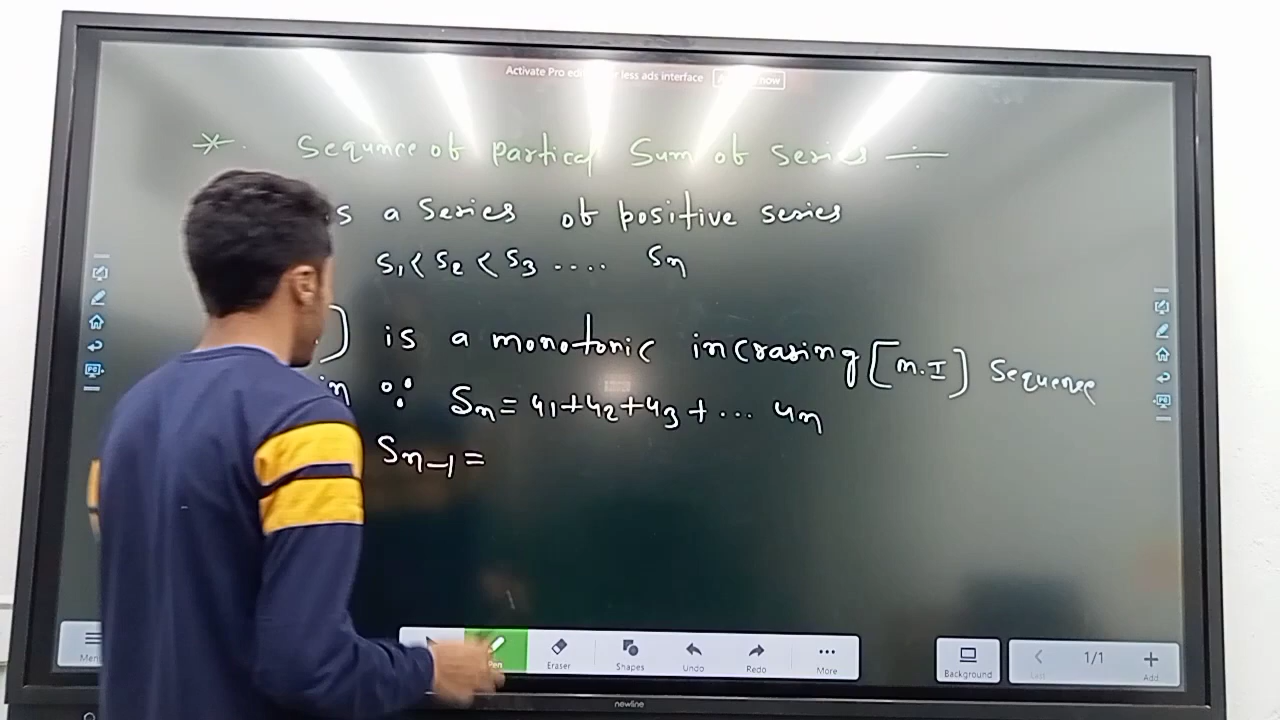 Activate Pro ed r less ads interface now
* Sequnce of partical Sum of series
s a series of positive series
S1 < S2 < S3 .... Sn
) is a monotonic incrasing [m.I] Sequence
in ∵ Sn = u1+u2+u3+... un
Sn-1 =
Men
Pen
Eraser
Shapes
Undo
Redo
More
Background
1/1
Add
newline